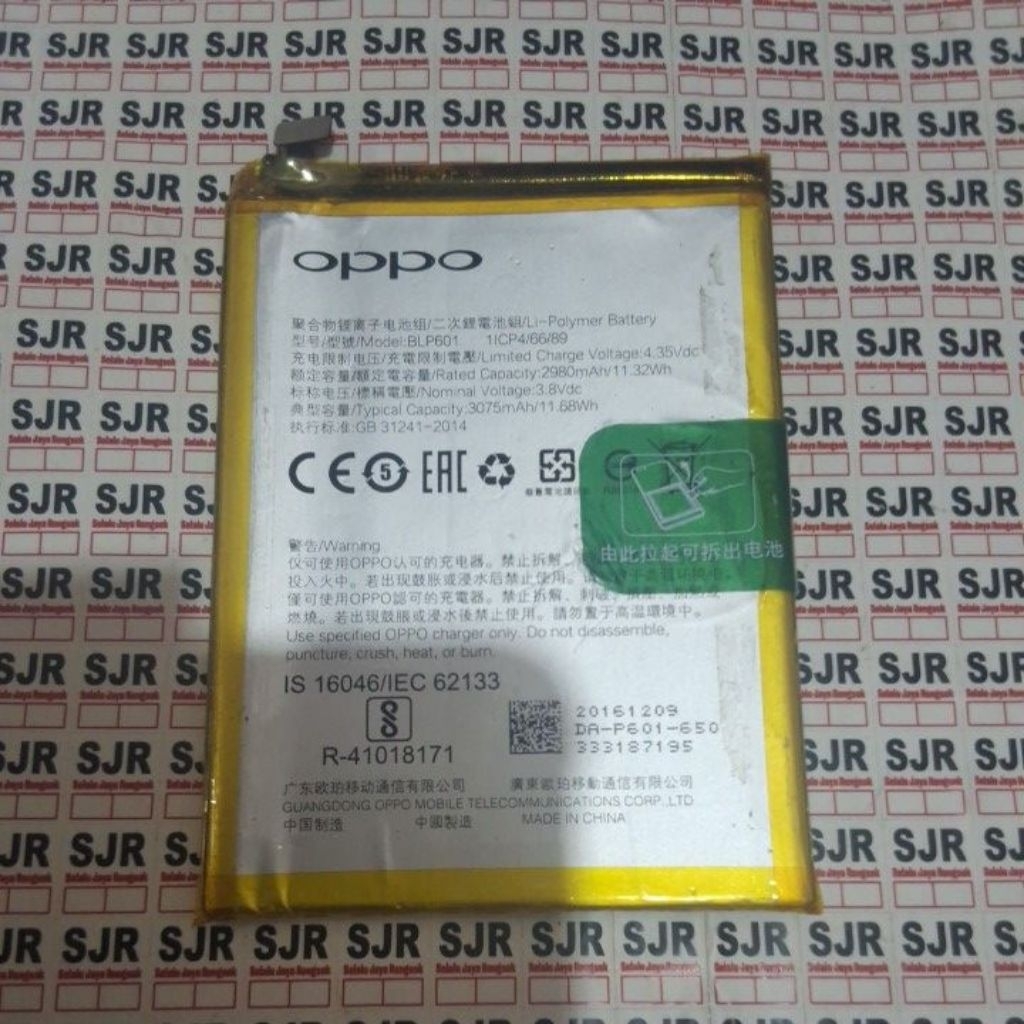 oppo
聚合物锂离子电池组/二次鋰電池組/Li-Polymer Battery
型号/型號/Model:BLP601 1ICP4/66/89
充电限制电压/充電限制電壓/Limited Charge Voltage:4.35Vdc
额定容量/額定電容量/Rated Capacity:2980mAh/11.32Wh
标称电压/標稱電壓/Nominal Voltage:3.8Vdc
典型容量/Typical Capacity:3075mAh/11.68Wh
执行标准:GB 31241-2014
CE 5 EAC
由此拉起可拆出电池
警告/Warning
仅可使用OPPO认可的充电器。禁止拆解、
投入火中。若出现鼓胀或浸水后禁止使用。
僅可使用OPPO認可的充電器。禁止拆解、刺破、
燃燒。若出現鼓脹或浸水後禁止使用。請勿置于高温環境中。
Use specified OPPO charger only. Do not disassemble,
puncture, crush, heat, or burn.
IS 16046/IEC 62133
R-41018171
20161209
DA-P601-650
333187195
广东欧珀移动通信有限公司 廣東歐珀移動通信有限公司
GUANGDONG OPPO MOBILE TELECOMMUNICATIONS CORP.,LTD
中国制造 中國製造 MADE IN CHINA
SJR
Selalu Jaya Rongsok